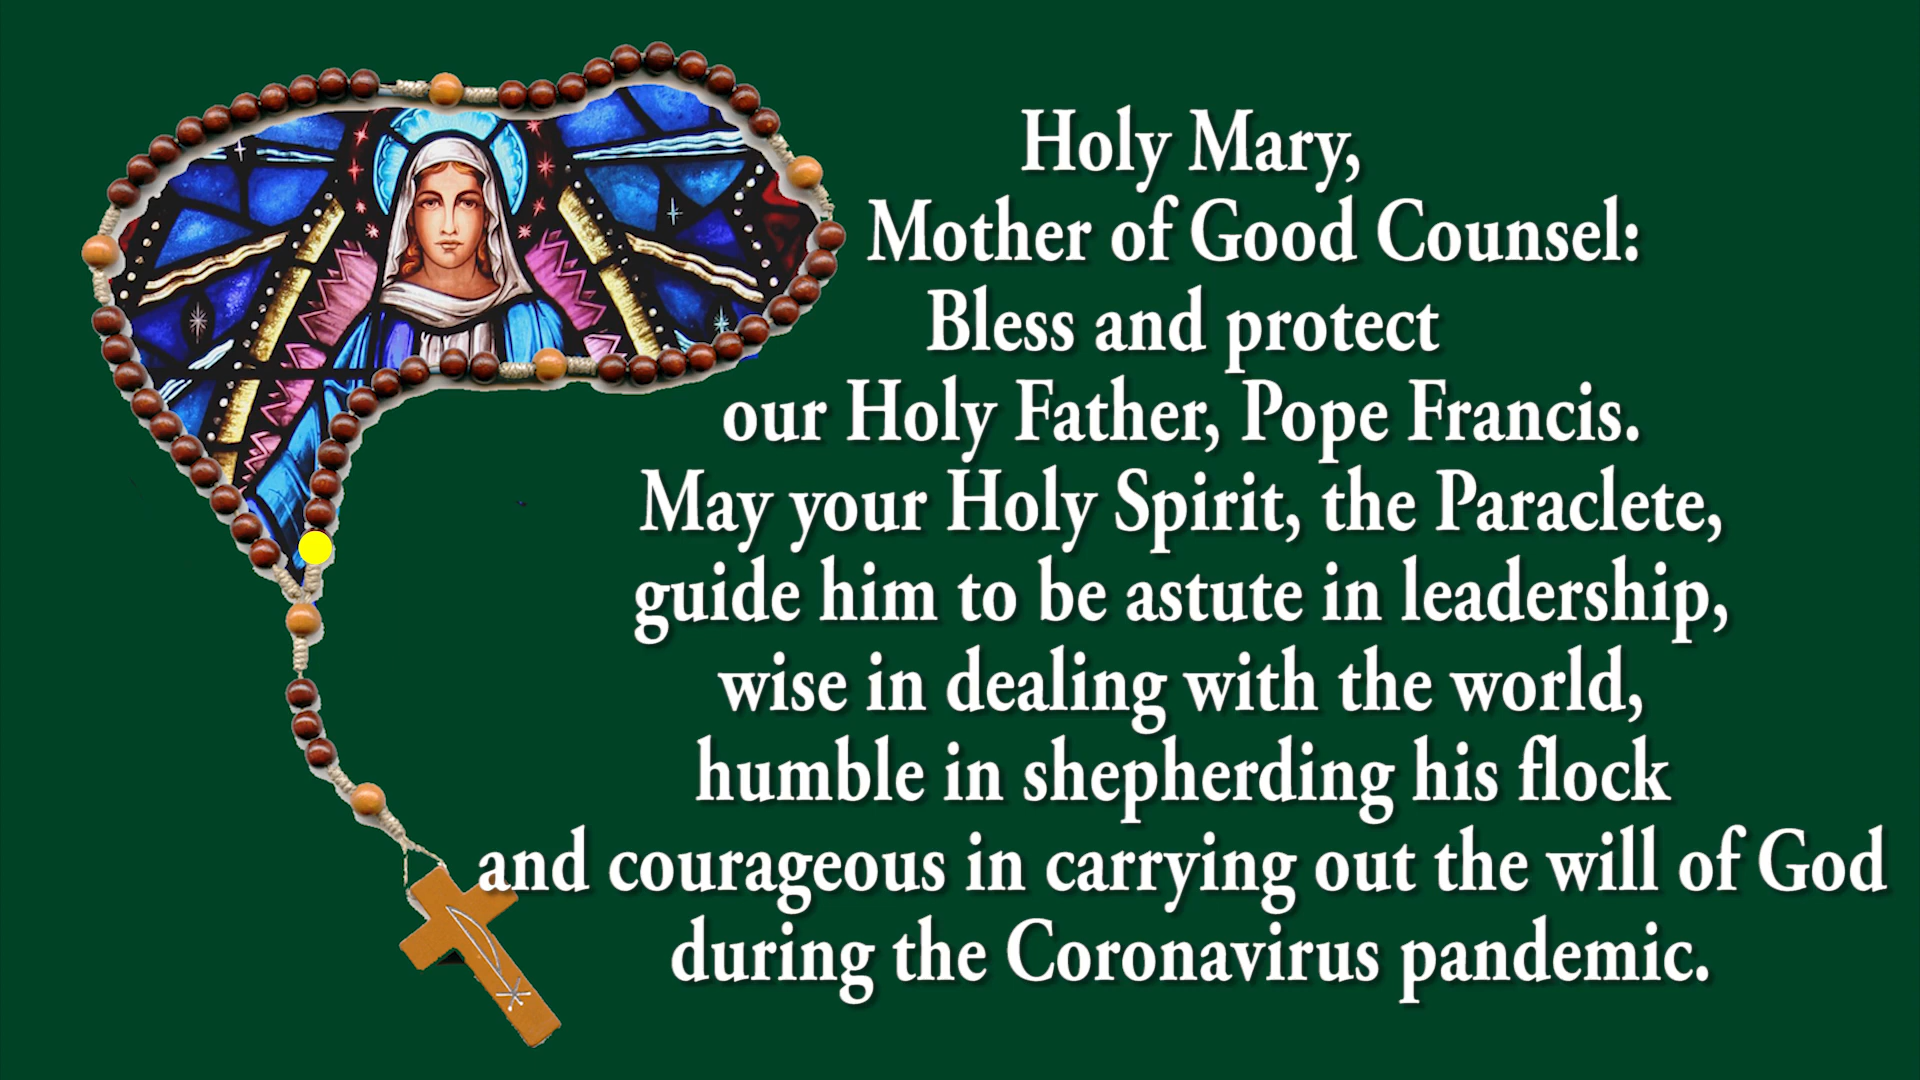 Holy Mary,
Mother of Good Counsel:
Bless and protect
our Holy Father, Pope Francis.
May your Holy Spirit, the Paraclete,
guide him to be astute in leadership,
wise in dealing with the world,
humble in shepherding his flock
and courageous in carrying out the will of God
during the Coronavirus pandemic.